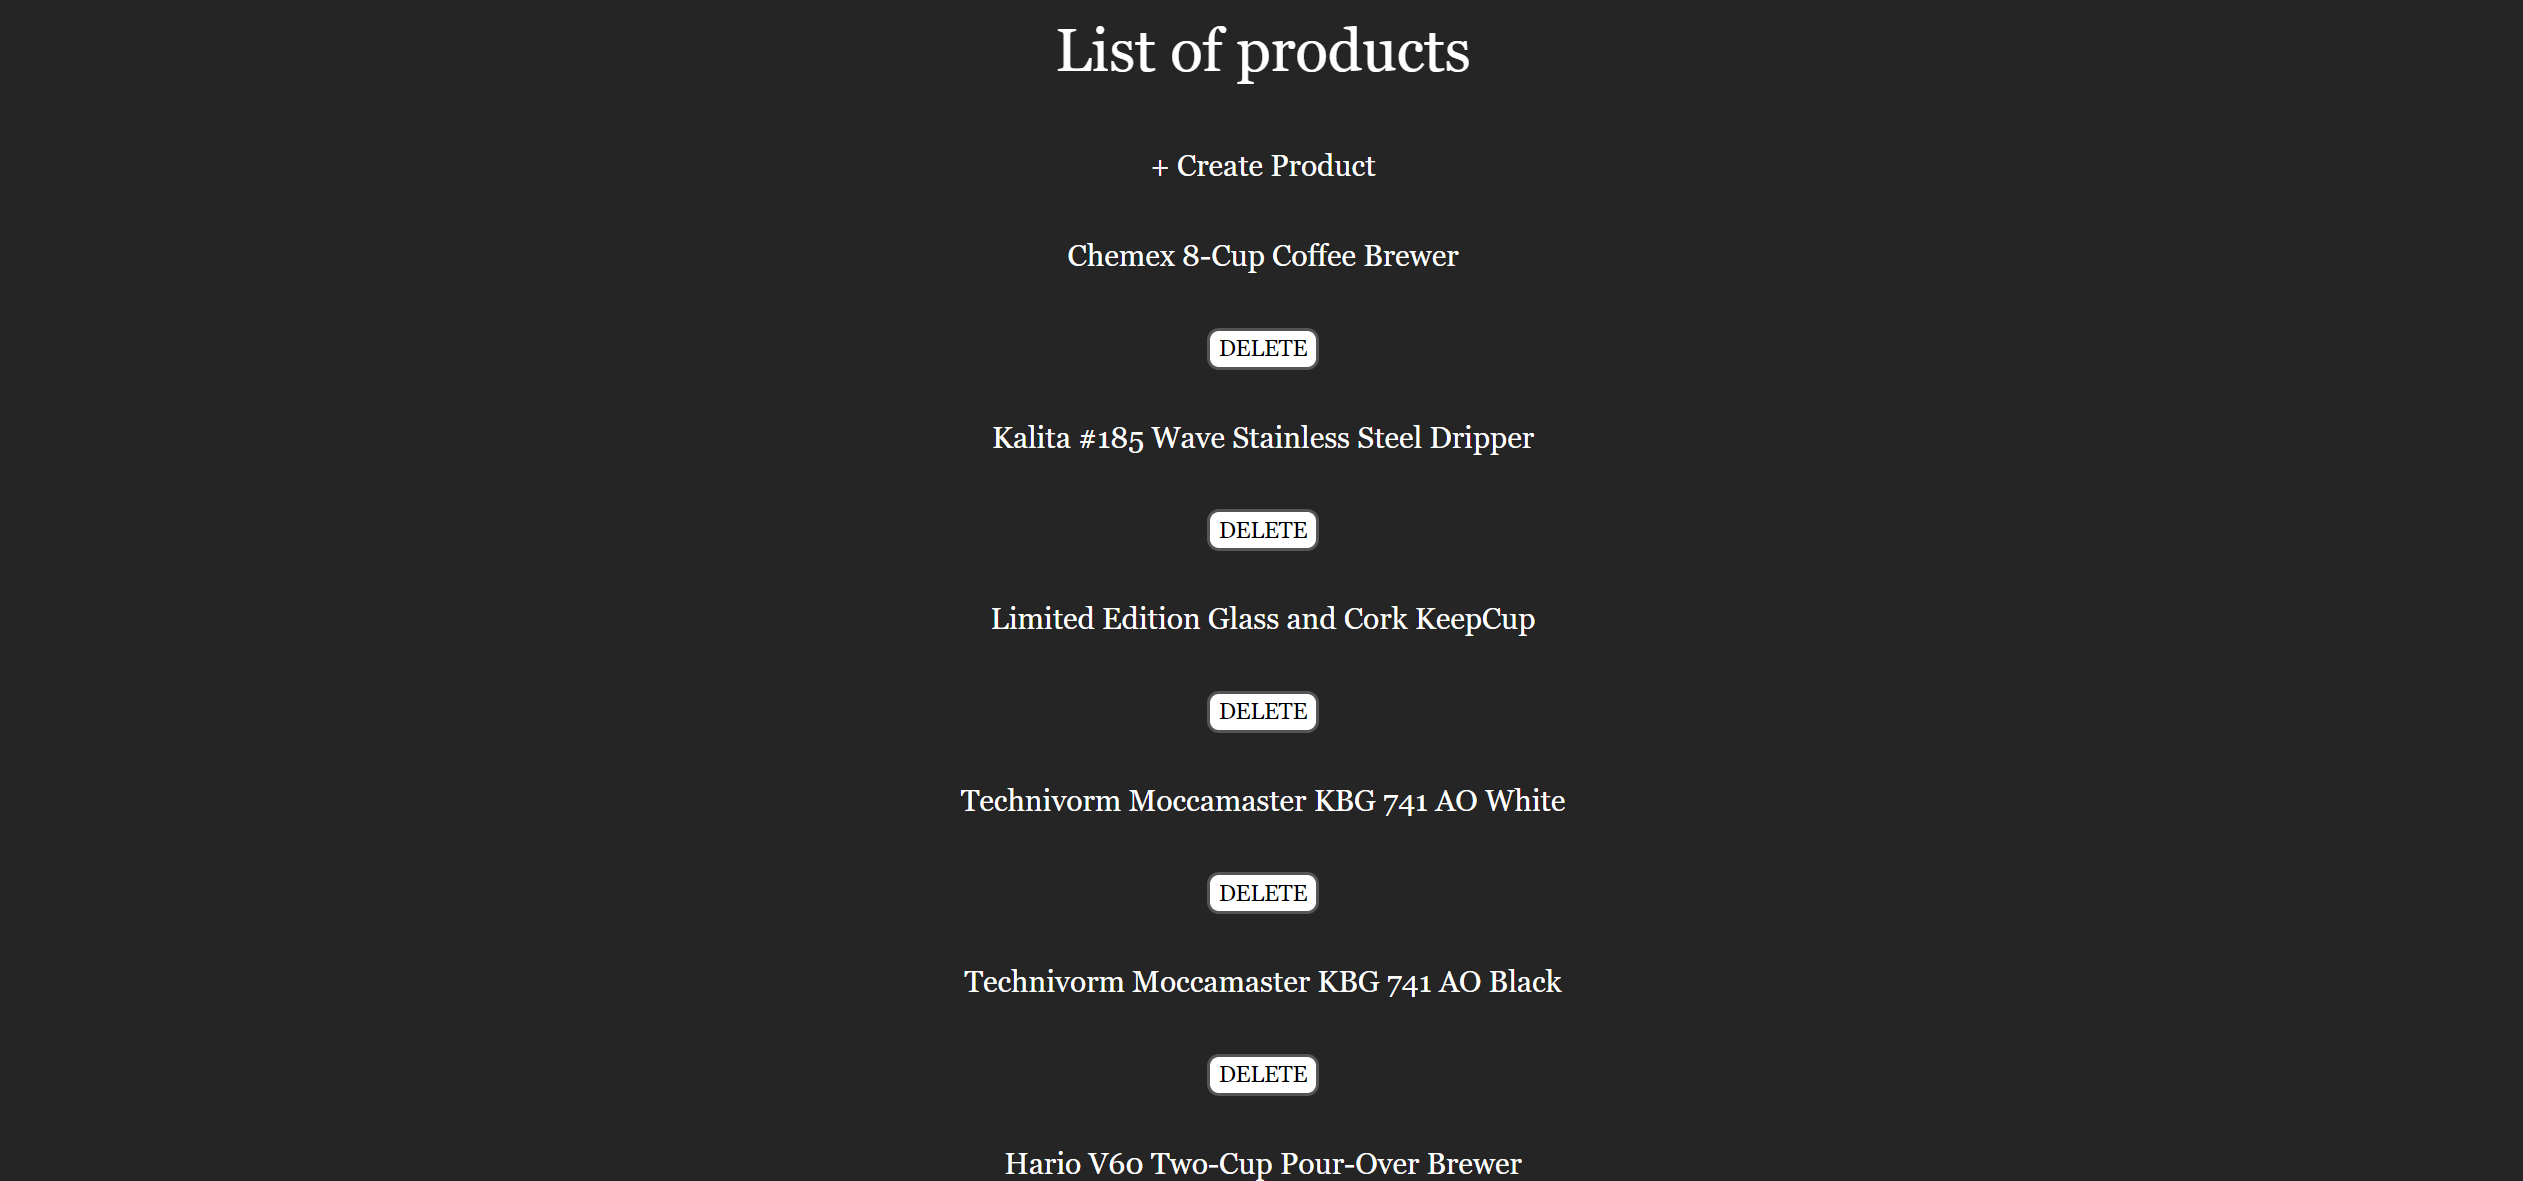 List of products
+ Create Product
Chemex 8-Cup Coffee Brewer
DELETE
Kalita #185 Wave Stainless Steel Dripper
DELETE
Limited Edition Glass and Cork KeepCup
DELETE
Technivorm Moccamaster KBG 741 AO White
DELETE
Technivorm Moccamaster KBG 741 AO Black
DELETE
Hario V60 Two-Cup Pour-Over Brewer